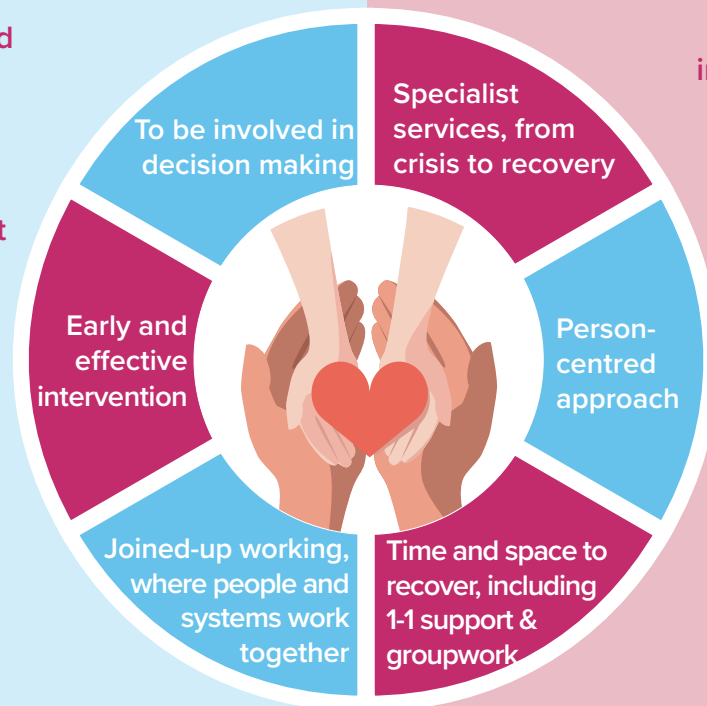 To be involved in
decision making
Specialist
services, from
crisis to recovery
Early and
effective
intervention
Person-
centred
approach
Joined-up working,
where people and
systems work
together
Time and space to
recover, including
1-1 support &
groupwork